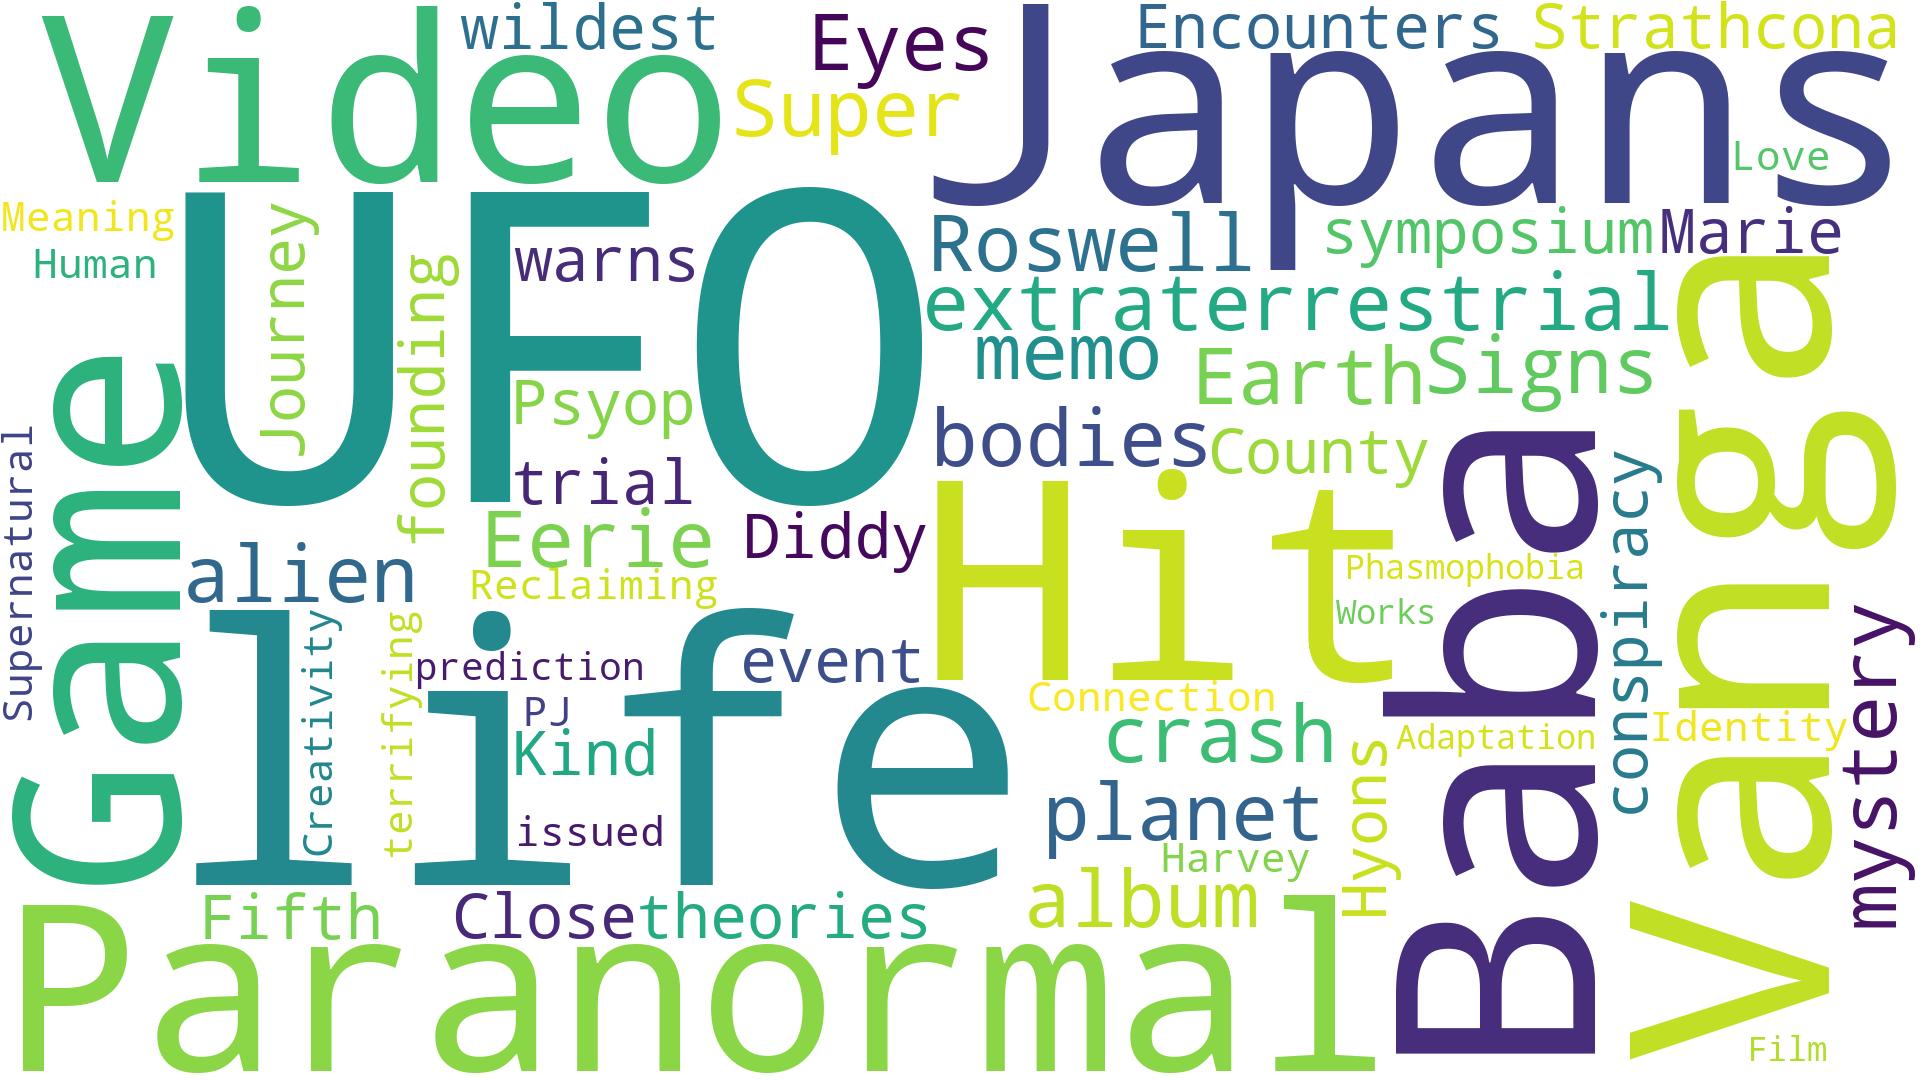 Video
wildest
Eyes
Super
Japans
Encounters
Strathcona
Love
Meaning
Human
Journey
founding
UFO
warns
Roswell
symposium
Marie
extraterrestrial
memo
Earth
Signs
Psyop
bodies
County
trial
Eerie
Diddy
Hit
Supernatural
Game
alien
Reclaiming
Phasmophobia
Works
Baba
conspiracy
Vanga
mystery
life
Creativity
terrifying
prediction
event
PJ
Kind
issued
Connection
crash
Adaptation
Identity
planet
Hyons
Harvey
album
Fifth
Close
theories
Paranormal
Film